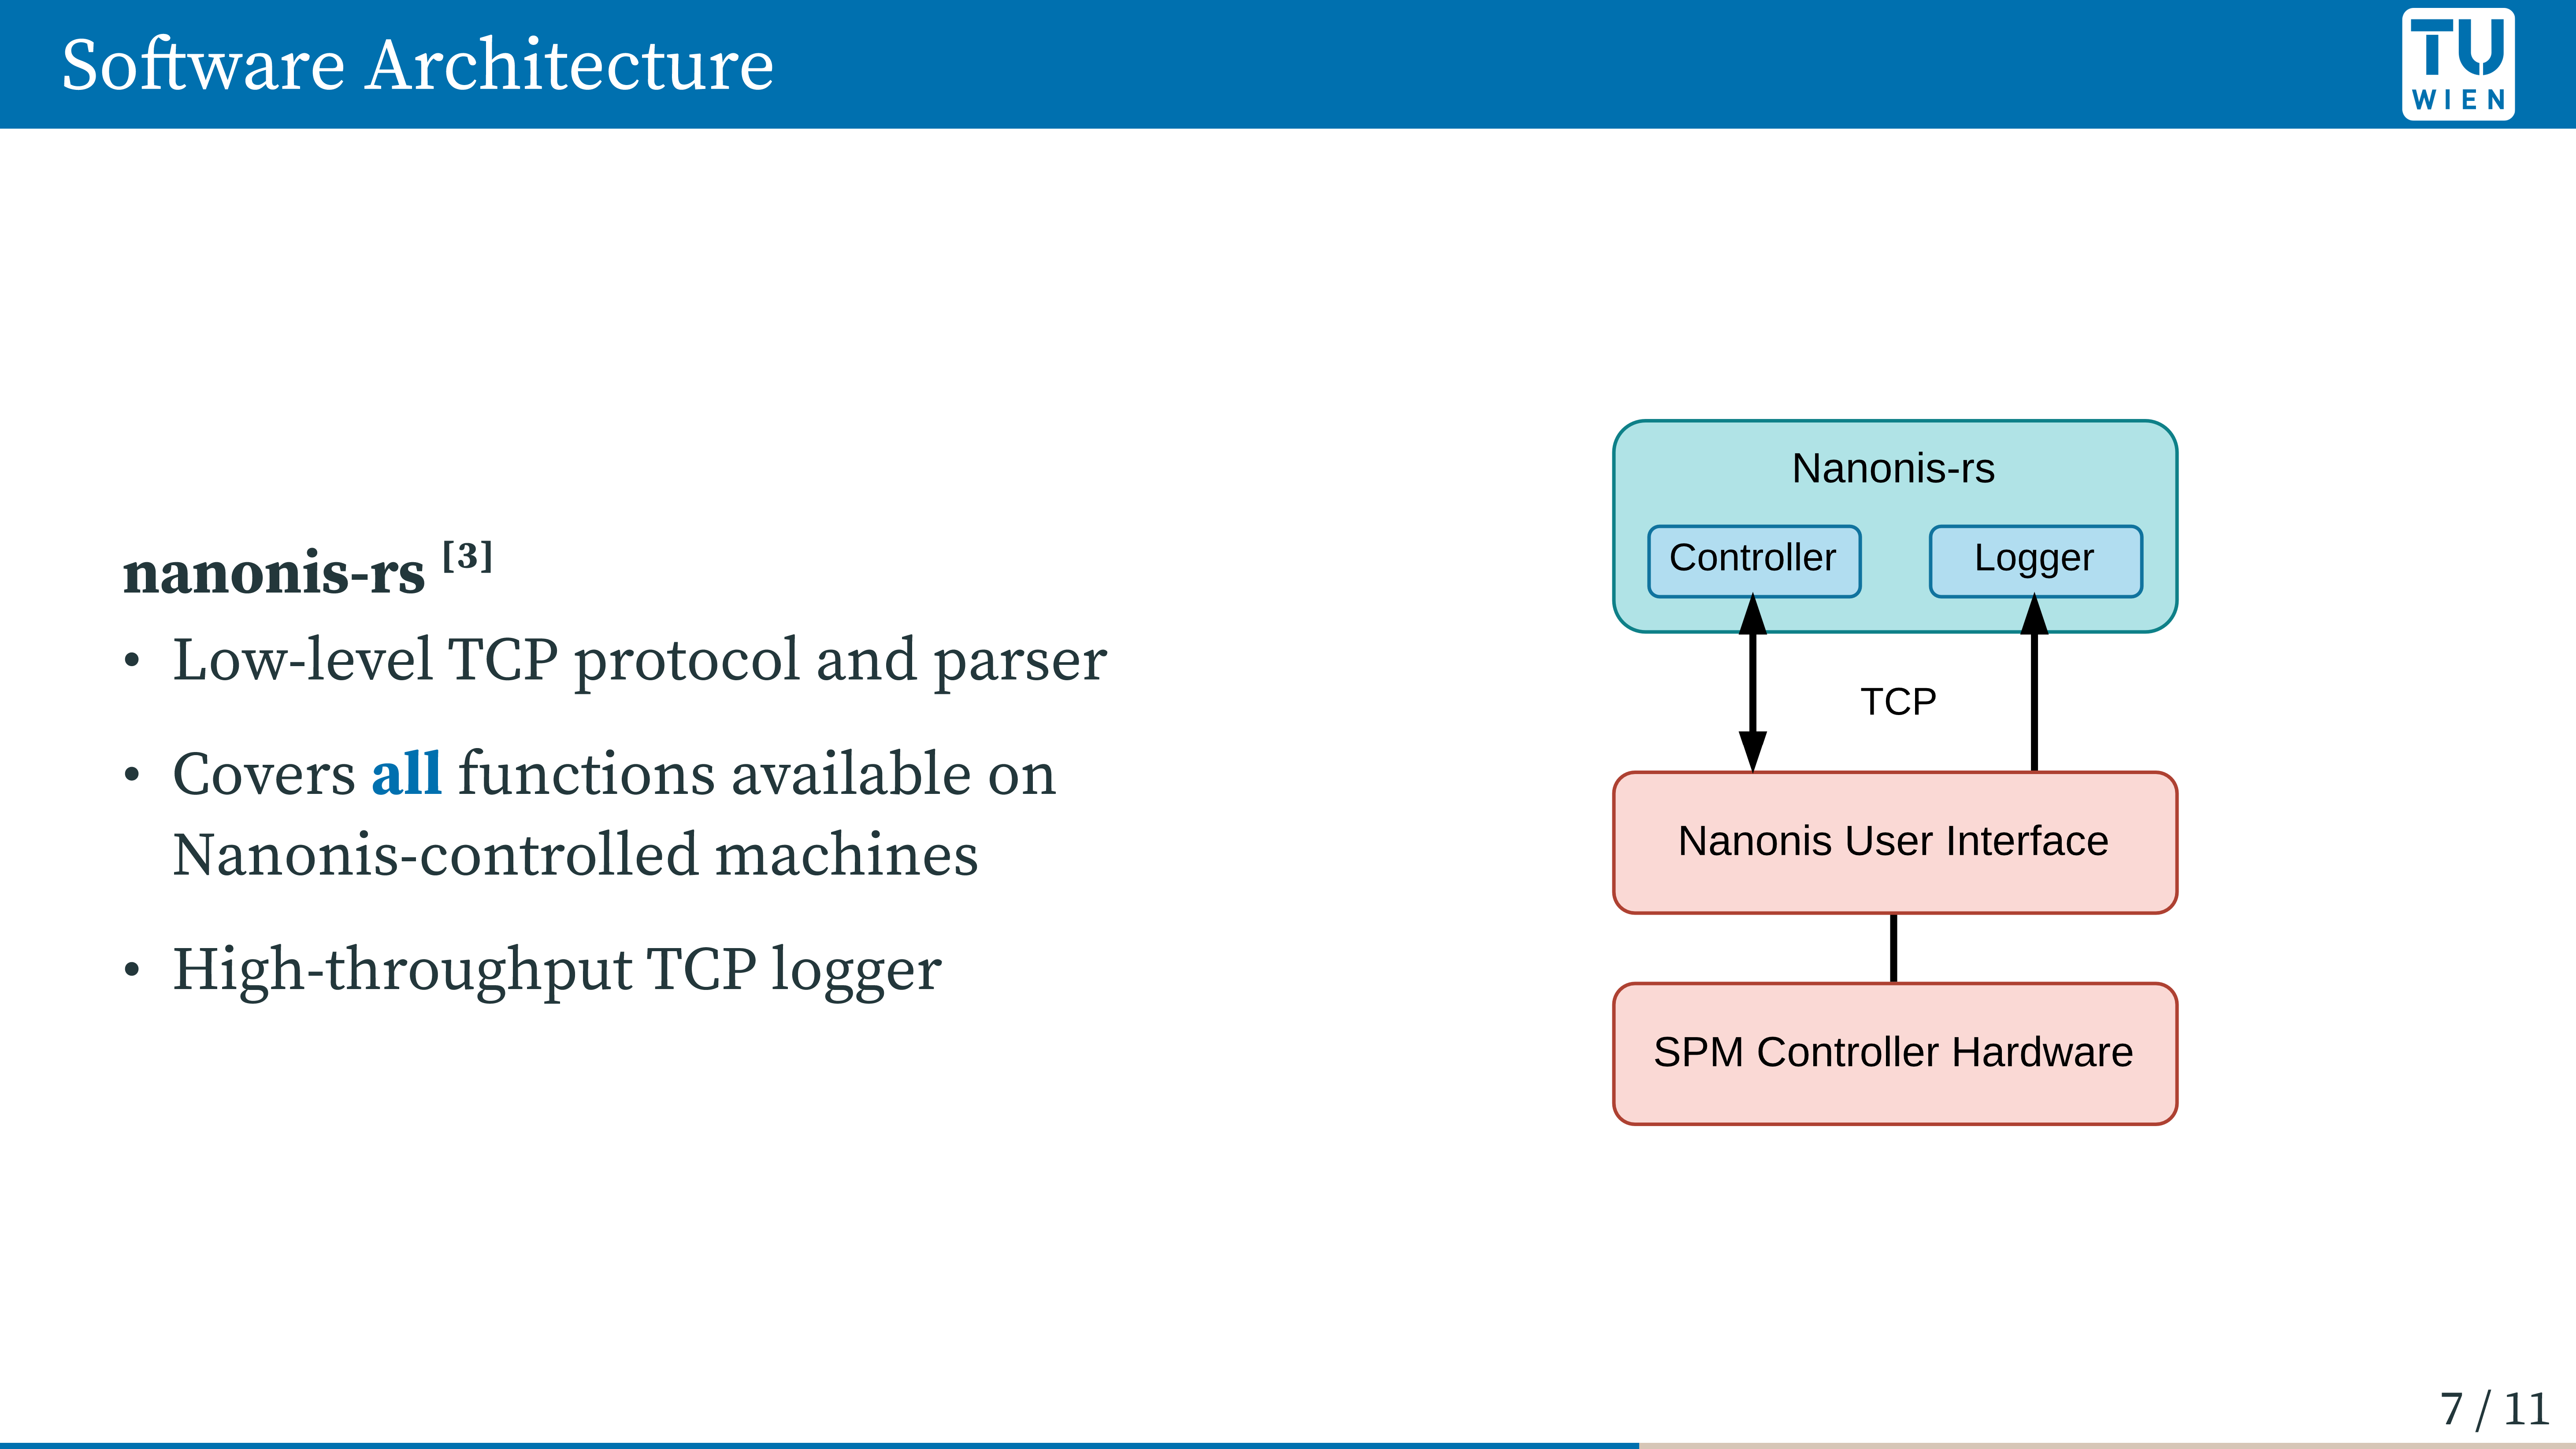 Software Architecture
TU
WIEN
nanonis-rs [3]
• Low-level TCP protocol and parser
• Covers all functions available on
Nanonis-controlled machines
• High-throughput TCP logger
Nanonis-rs
Controller
Logger
TCP
Nanonis User Interface
SPM Controller Hardware
7 / 11